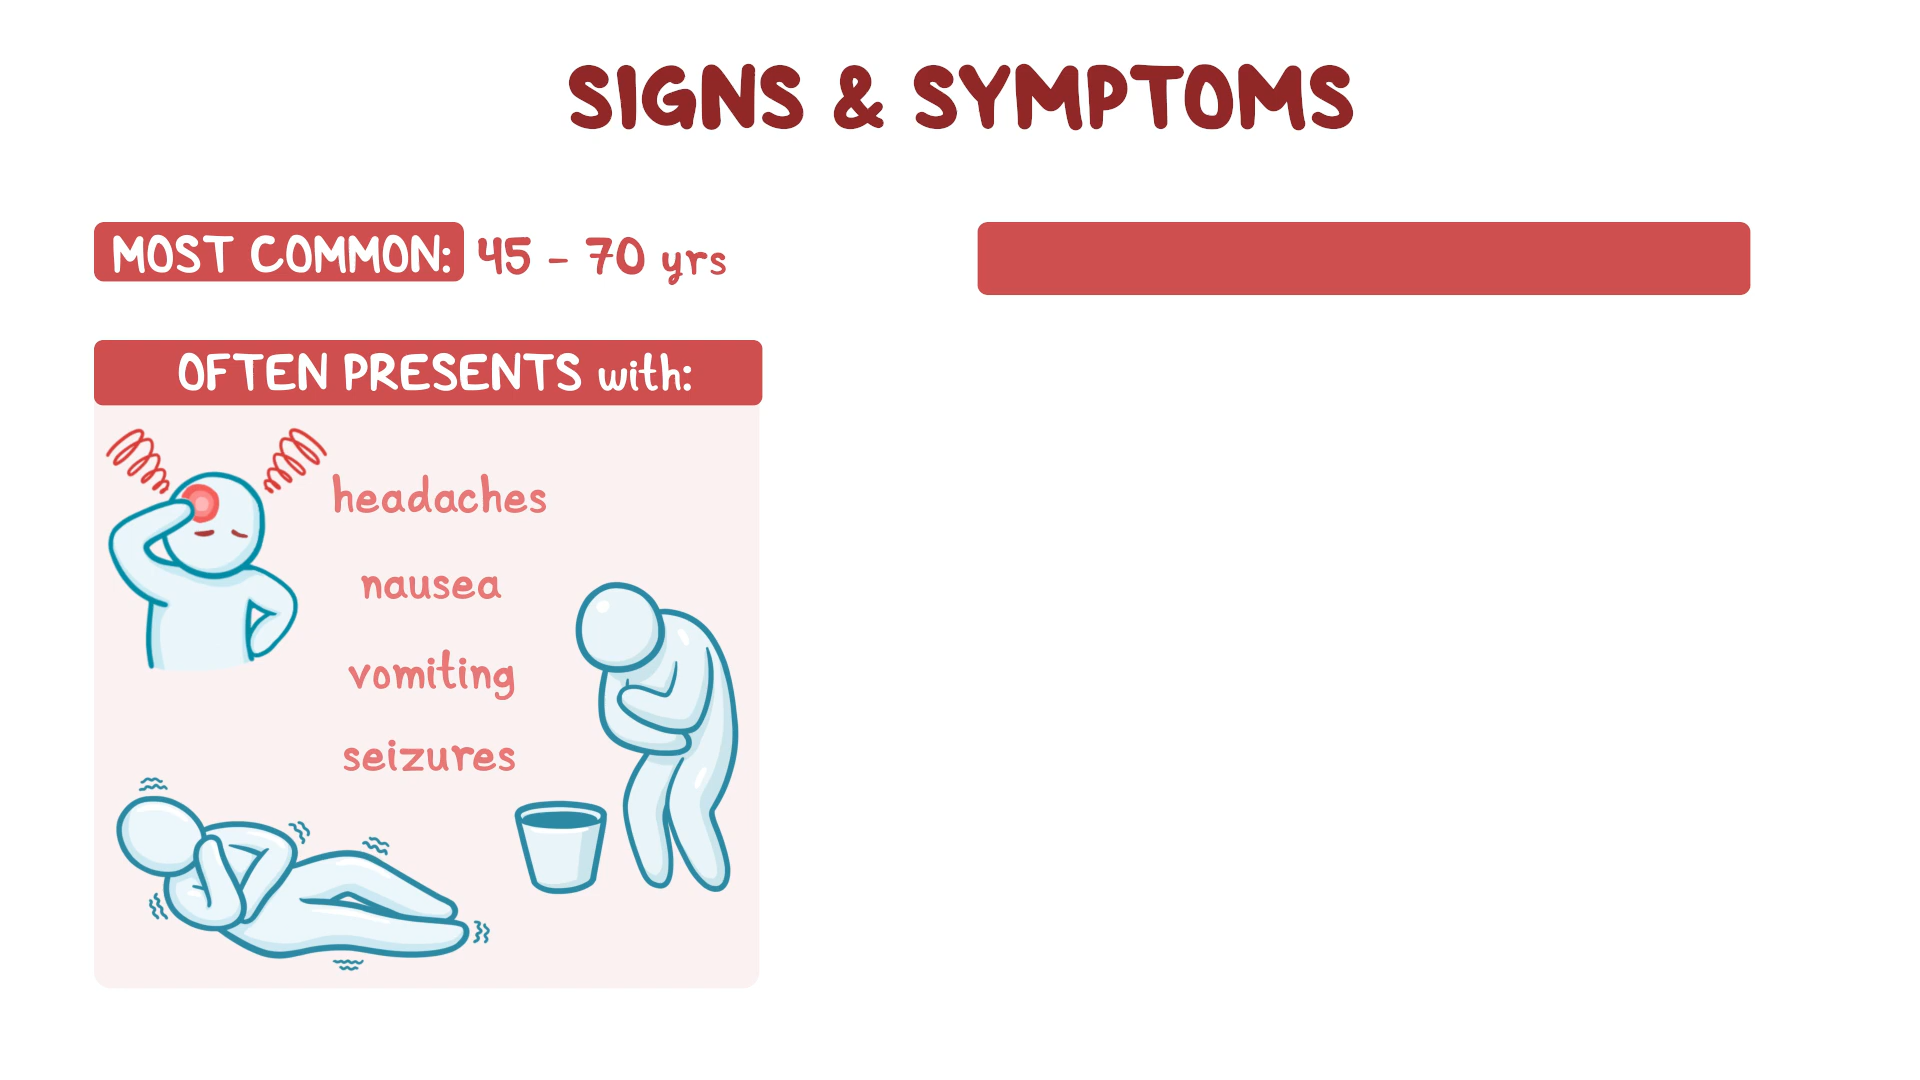 SIGNS & SYMPTOMS
MOST COMMON: 45 - 70 yrs
OFTEN PRESENTS with:
headaches
nausea
vomiting
seizures